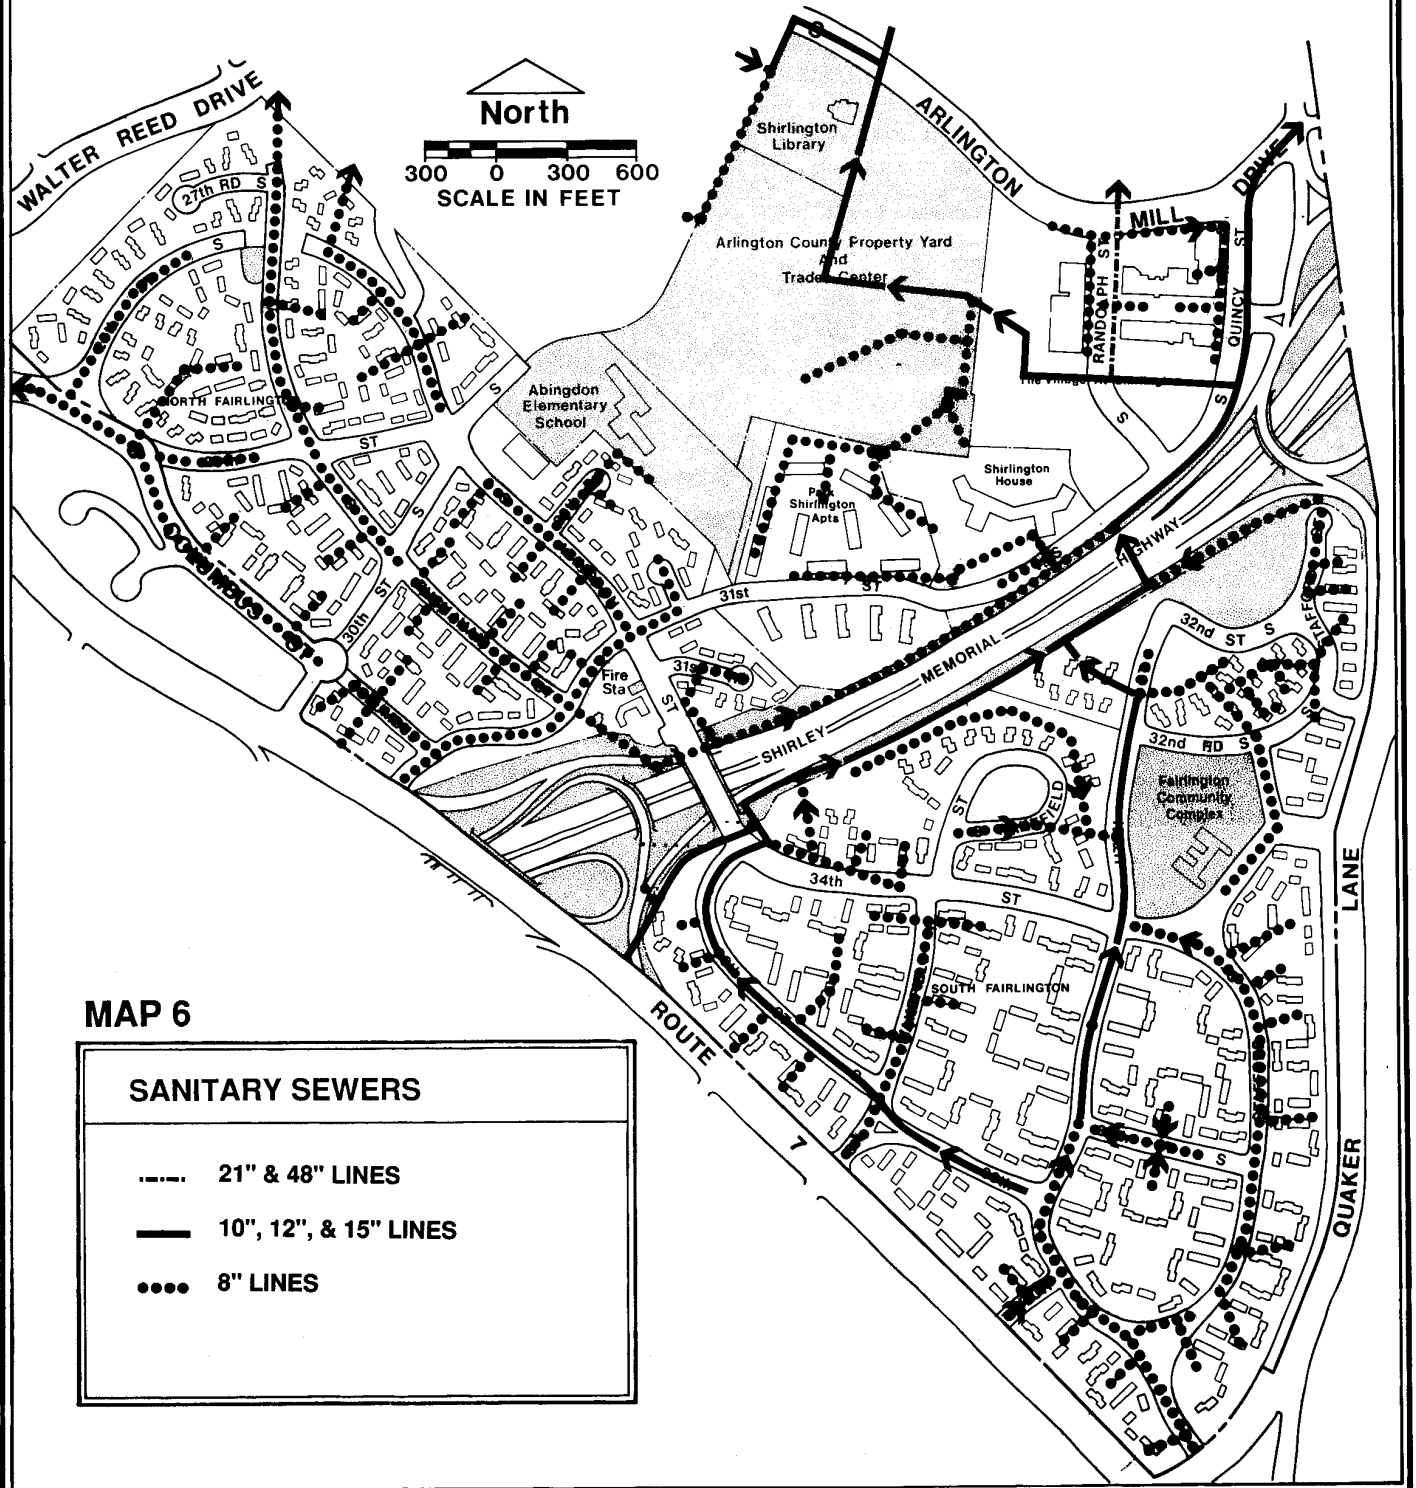 WALTER REED DRIVE
North
300 0 300 600
SCALE IN FEET
ARLINGTON
MILL
DRIVE
Shirlington
Library
27th RD S
S
Arlington County Property Yard
And
Trades Center
RANDOLPH ST
QUINCY ST
S
S
Abingdon
Elementary
School
S
NORTH FAIRLINGTON
ST
S
Shirlington
House
Park
Shirlington
Apts
COLUMBUS ST
30th ST
31st ST S
SHIRLEY MEMORIAL HIGHWAY
32nd ST S
STAFFORD
S
31st
Fire
Sta
ST
32nd RD S
Fairlington
Community
Complex
ST
34th ST
SOUTH FAIRLINGTON
S
ROUTE 7
QUAKER LANE
MAP 6
SANITARY SEWERS
21" & 48" LINES
10", 12", & 15" LINES
8" LINES